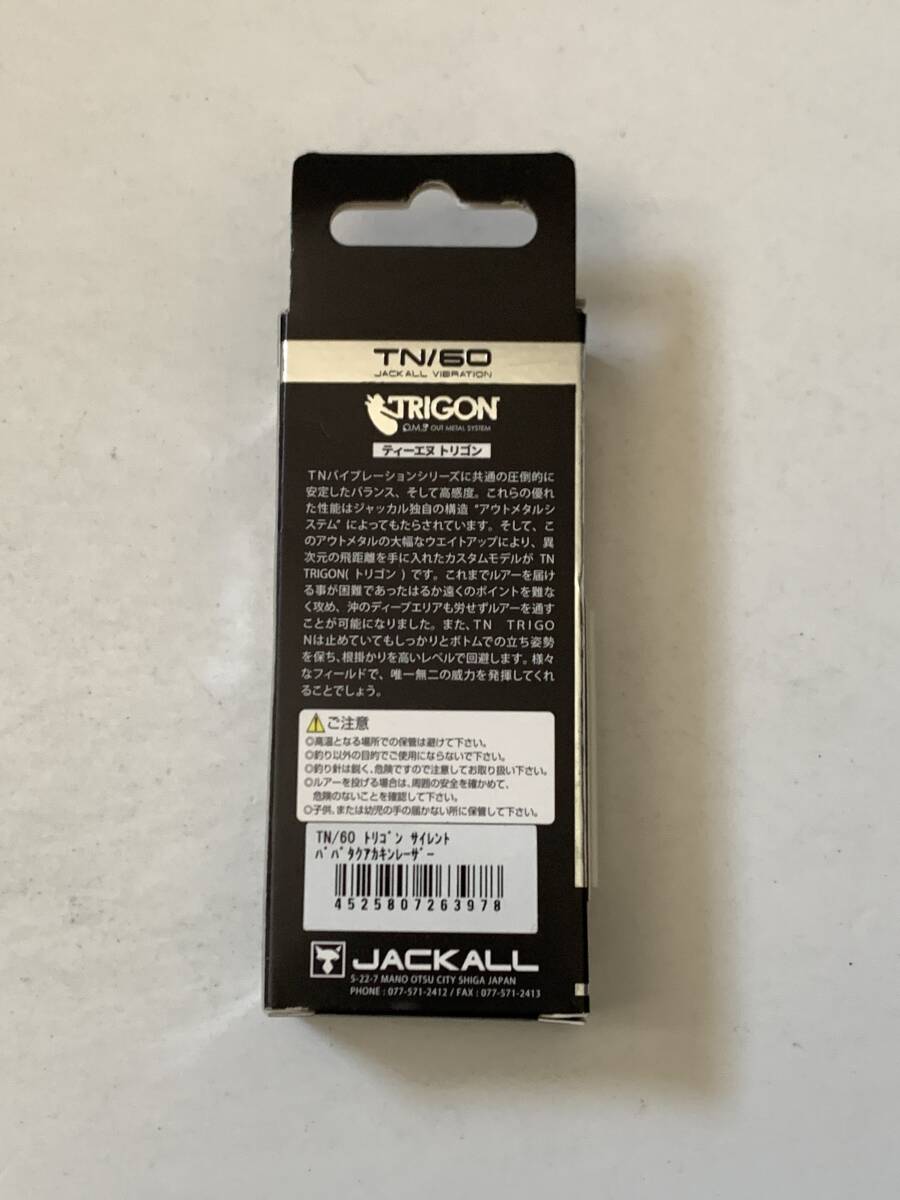 TN/60
JACKALL VIBRATION
TRIGON
O.M.S OUT METAL SYSTEM
ティーエヌ トリゴン
TNバイブレーションシリーズに共通の圧倒的に
安定したバランス、そして高感度。これらの優れ
た性能はジャッカル独自の構造 “アウトメタルシ
ステム” によってもたらされています。そして、こ
のアウトメタルの大幅なウエイトアップにより、異
次元の飛距離を手に入れたカスタムモデルが TN
TRIGON( トリゴン ) です。これまでルアーを届け
る事が困難であったはるか遠くのポイントを難な
く攻め、沖のディープエリアも労せずルアーを通す
ことが可能になりました。また、TN TRIGO
Nは止めていてもしっかりとボトムでの立ち姿勢
を保ち、根掛かりを高いレベルで回避します。様々
なフィールドで、唯一無二の威力を発揮してくれ
ることでしょう。
ご注意
◎高温となる場所での保管は避けて下さい。
◎釣り以外の目的でご使用にならないで下さい。
◎釣り針は鋭く、危険ですので注意してお取り扱い下さい。
◎ルアーを投げる場合は、周囲の安全を確かめて、
危険のないことを確認して下さい。
◎子供、または幼児の手の届かない所に保管して下さい。
TN/60 ﾄﾘｺﾞﾝ ｻｲﾚﾝﾄ
ﾊﾞﾊﾞﾀｸｱｶｷﾝﾚｰｻﾞｰ
4525807263978
JACKALL
5-22-7 MANO OTSU CITY SHIGA JAPAN
PHONE : 077-571-2412 / FAX : 077-571-2413